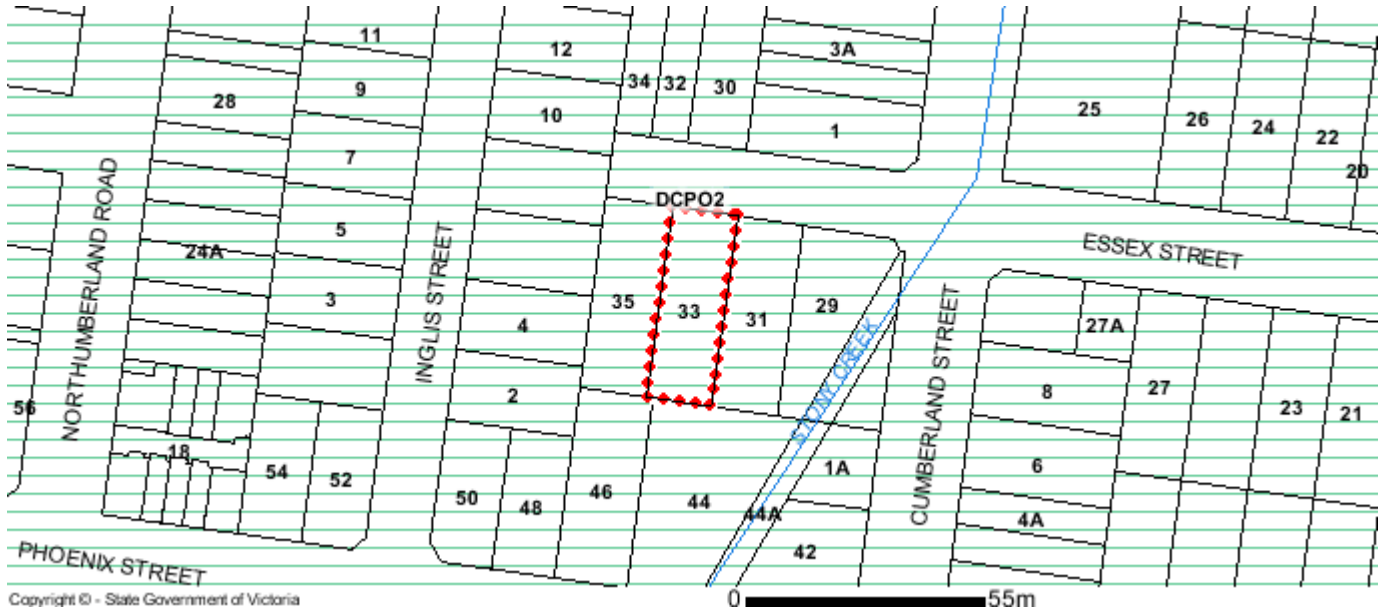 11
12
3A
9
34
32
30
25
28
10
26
24
1
22
7
20
NORTHUMBERLAND ROAD
DCPO2
5
24A
INGLIS STREET
ESSEX STREET
3
35
33
31
29
4
27A
CUMBERLAND STREET
STONY CREEK
2
8
27
56
23
21
18
54
52
50
48
46
44
1A
6
44A
4A
42
PHOENIX STREET
Copyright © - State Government of Victoria
0
55m